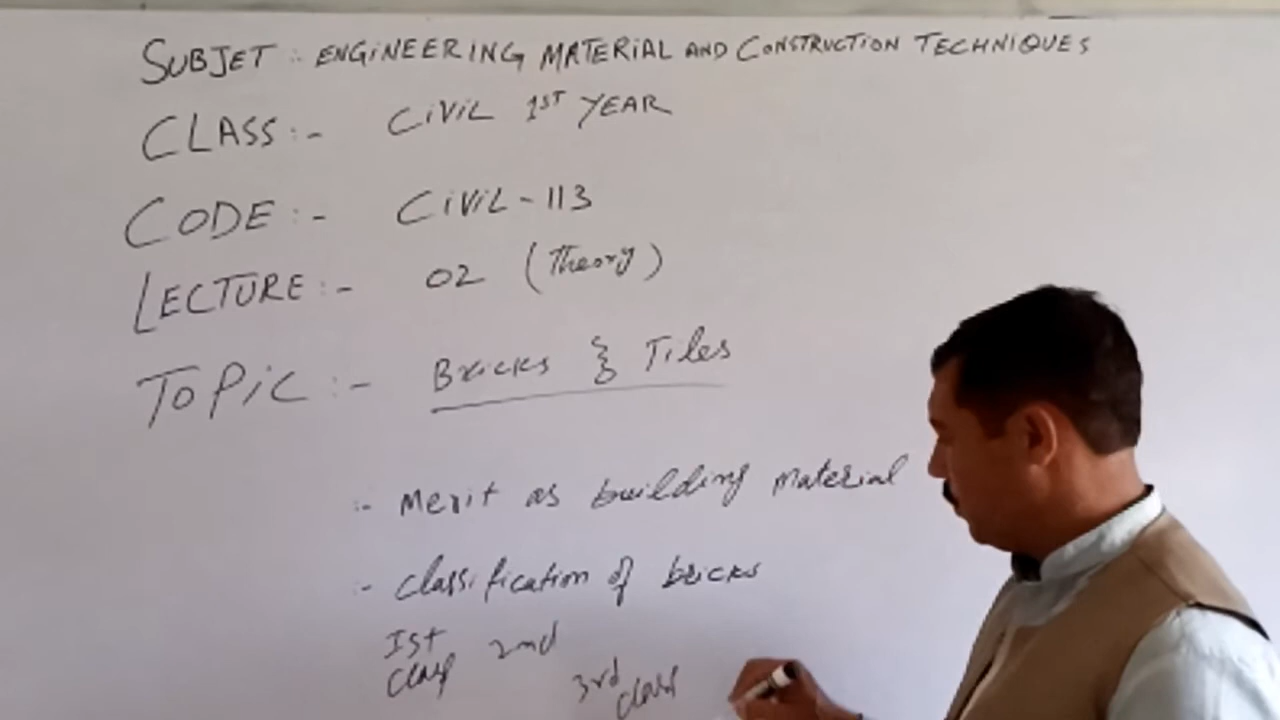 SUBJET :- ENGINEERING MATERIAL AND CONSTRUCTION TECHNIQUES
CLASS :- CIVIL 1ST YEAR
CODE :- CIVIL-113
LECTURE :- 02 (Theory)
TOPIC :- Bricks & Tiles
:- Merit as building Material
:- Classification of bricks
Ist class 2nd 3rd class